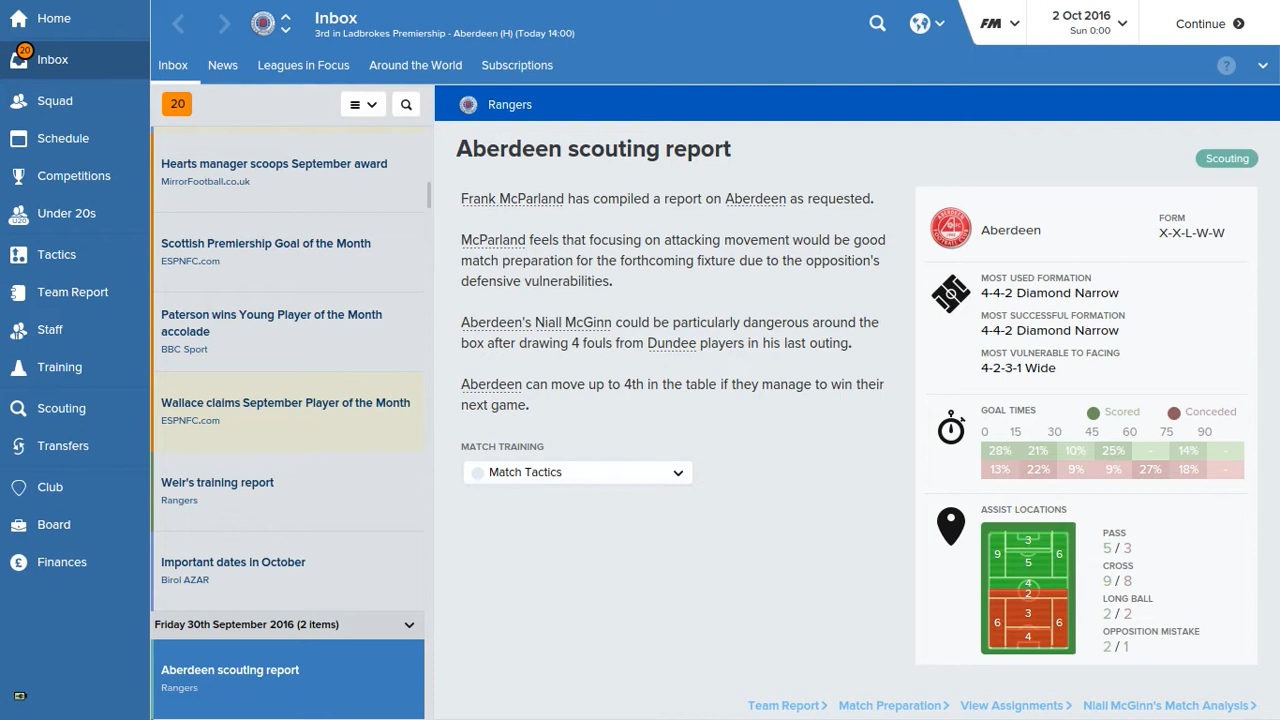 Home
20
Inbox
Squad
Schedule
Competitions
Under 20s
Tactics
Team Report
Staff
Training
Scouting
Transfers
Club
Board
Finances
Inbox
3rd in Ladbrokes Premiership - Aberdeen (H) (Today 14:00)
FM
2 Oct 2016
Sun 0:00
Continue
Inbox News Leagues in Focus Around the World Subscriptions
?
20
Hearts manager scoops September award
MirrorFootball.co.uk
Scottish Premiership Goal of the Month
ESPNFC.com
Paterson wins Young Player of the Month
accolade
BBC Sport
Wallace claims September Player of the Month
ESPNFC.com
Weir's training report
Rangers
Important dates in October
Birol AZAR
Friday 30th September 2016 (2 items)
Aberdeen scouting report
Rangers
Rangers
Aberdeen scouting report
Scouting
Frank McParland has compiled a report on Aberdeen as requested.
McParland feels that focusing on attacking movement would be good
match preparation for the forthcoming fixture due to the opposition's
defensive vulnerabilities.
Aberdeen's Niall McGinn could be particularly dangerous around the
box after drawing 4 fouls from Dundee players in his last outing.
Aberdeen can move up to 4th in the table if they manage to win their
next game.
MATCH TRAINING
Match Tactics
Aberdeen
FORM
X-X-L-W-W
MOST USED FORMATION
4-4-2 Diamond Narrow
MOST SUCCESSFUL FORMATION
4-4-2 Diamond Narrow
MOST VULNERABLE TO FACING
4-2-3-1 Wide
GOAL TIMES Scored Conceded
0 15 30 45 60 75 90
28% 21% 10% 25% - 14% -
13% 22% 9% 9% 27% 18% -
ASSIST LOCATIONS
3
9 6
5
4
2
3
6 6
4
PASS
5 / 3
CROSS
9 / 8
LONG BALL
2 / 2
OPPOSITION MISTAKE
2 / 1
Team Report Match Preparation View Assignments Niall McGinn's Match Analysis